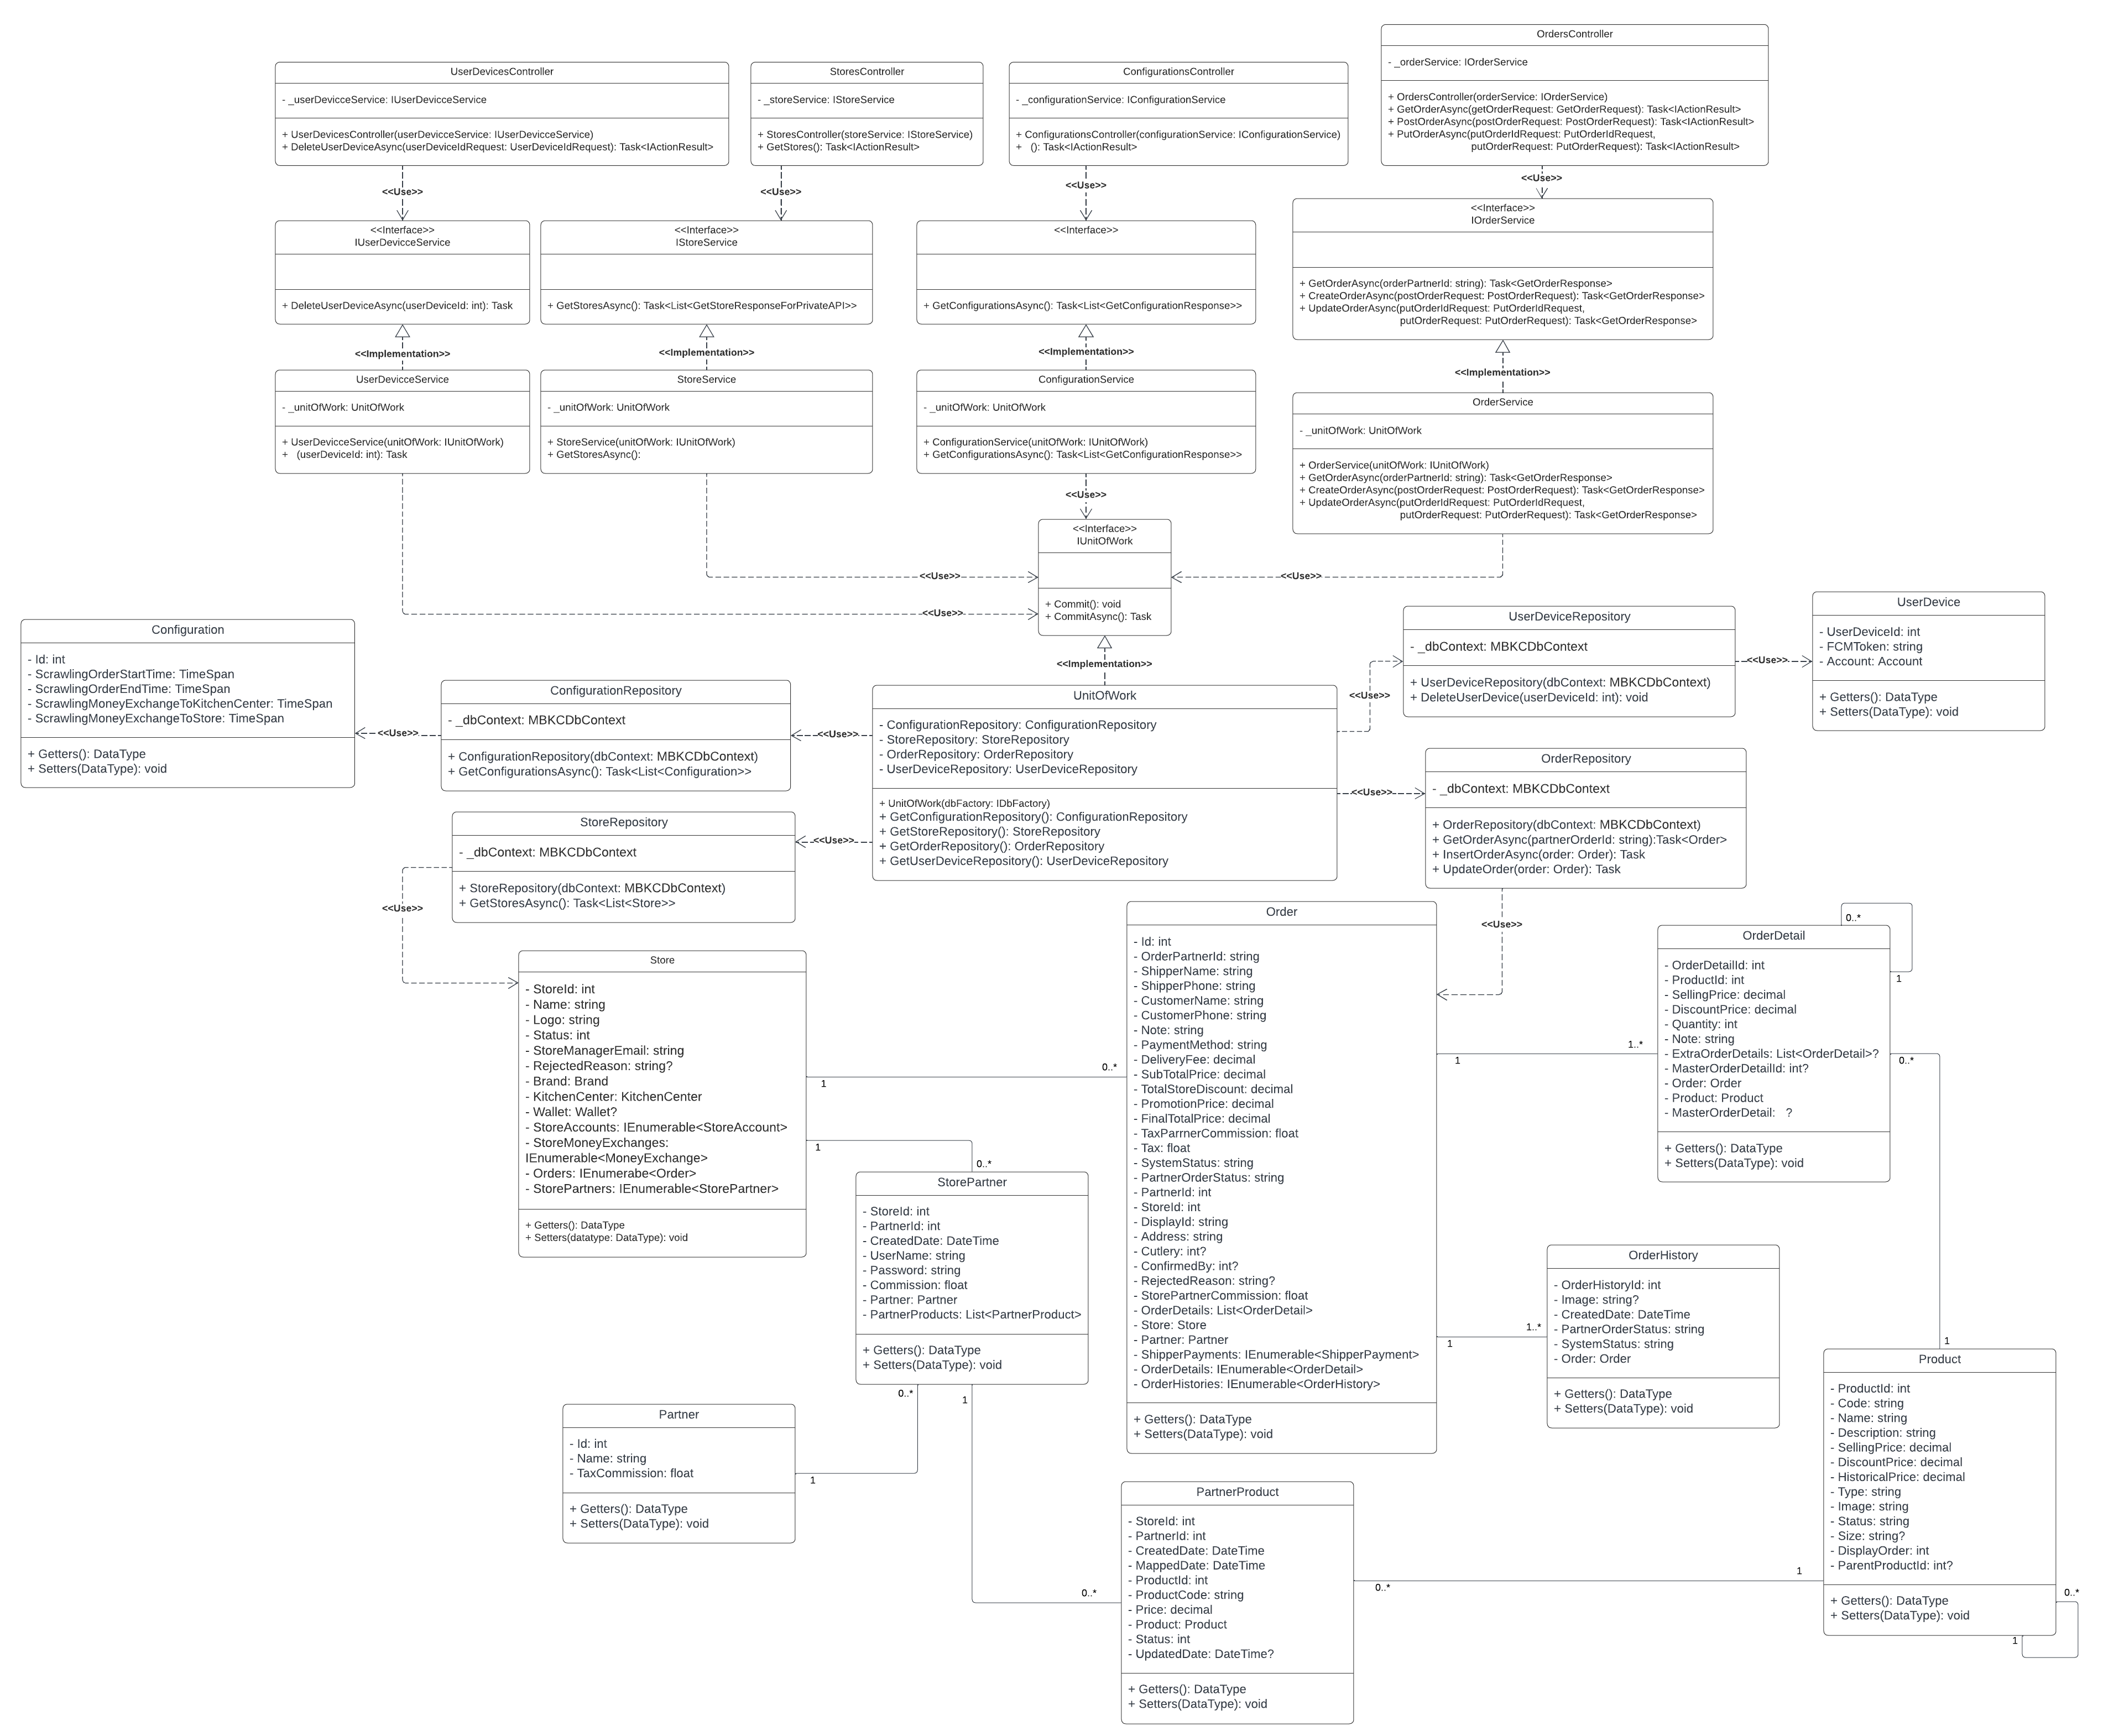 OrdersController
- _orderService: IOrderService
+ OrdersController(orderService: IOrderService)
+ GetOrderAsync(getOrderRequest: GetOrderRequest): Task<IActionResult>
+ PostOrderAsync(postOrderRequest: PostOrderRequest): Task<IActionResult>
+ PutOrderAsync(putOrderIdRequest: PutOrderIdRequest,
putOrderRequest: PutOrderRequest): Task<IActionResult>
UserDevicesController
- _userDevicceService: IUserDevicceService
+ UserDevicesController(userDevicceService: IUserDevicceService)
+ DeleteUserDeviceAsync(userDeviceIdRequest: UserDeviceIdRequest): Task<IActionResult>
StoresController
- _storeService: IStoreService
+ StoresController(storeService: IStoreService)
+ GetStores(): Task<IActionResult>
ConfigurationsController
- _configurationService: IConfigurationService
+ ConfigurationsController(configurationService: IConfigurationService)
+ (): Task<IActionResult>
<<Use>>
<<Use>>
<<Use>>
<<Use>>
<<Interface>>
IUserDevicceService
+ DeleteUserDeviceAsync(userDeviceId: int): Task
<<Interface>>
IStoreService
+ GetStoresAsync(): Task<List<GetStoreResponseForPrivateAPI>>
<<Interface>>
+ GetConfigurationsAsync(): Task<List<GetConfigurationResponse>>
<<Interface>>
IOrderService
+ GetOrderAsync(orderPartnerId: string): Task<GetOrderResponse>
+ CreateOrderAsync(postOrderRequest: PostOrderRequest): Task<GetOrderResponse>
+ UpdateOrderAsync(putOrderIdRequest: PutOrderIdRequest,
putOrderRequest: PutOrderRequest): Task<GetOrderResponse>
<<Implementation>>
<<Implementation>>
<<Implementation>>
<<Implementation>>
UserDevicceService
- _unitOfWork: UnitOfWork
+ UserDevicceService(unitOfWork: IUnitOfWork)
+ (userDeviceId: int): Task
StoreService
- _unitOfWork: UnitOfWork
+ StoreService(unitOfWork: IUnitOfWork)
+ GetStoresAsync():
ConfigurationService
- _unitOfWork: UnitOfWork
+ ConfigurationService(unitOfWork: IUnitOfWork)
+ GetConfigurationsAsync(): Task<List<GetConfigurationResponse>>
OrderService
- _unitOfWork: UnitOfWork
+ OrderService(unitOfWork: IUnitOfWork)
+ GetOrderAsync(orderPartnerId: string): Task<GetOrderResponse>
+ CreateOrderAsync(postOrderRequest: PostOrderRequest): Task<GetOrderResponse>
+ UpdateOrderAsync(putOrderIdRequest: PutOrderIdRequest,
putOrderRequest: PutOrderRequest): Task<GetOrderResponse>
<<Use>>
<<Interface>>
IUnitOfWork
+ Commit(): void
+ CommitAsync(): Task
<<Use>>
<<Use>>
<<Use>>
<<Implementation>>
Configuration
- Id: int
- ScrawlingOrderStartTime: TimeSpan
- ScrawlingOrderEndTime: TimeSpan
- ScrawlingMoneyExchangeToKitchenCenter: TimeSpan
- ScrawlingMoneyExchangeToStore: TimeSpan
+ Getters(): DataType
+ Setters(DataType): void
<<Use>>
ConfigurationRepository
- _dbContext: MBKCDbContext
+ ConfigurationRepository(dbContext: MBKCDbContext)
+ GetConfigurationsAsync(): Task<List<Configuration>>
<<Use>>
UnitOfWork
- ConfigurationRepository: ConfigurationRepository
- StoreRepository: StoreRepository
- OrderRepository: OrderRepository
- UserDeviceRepository: UserDeviceRepository
+ UnitOfWork(dbFactory: IDbFactory)
+ GetConfigurationRepository(): ConfigurationRepository
+ GetStoreRepository(): StoreRepository
+ GetOrderRepository(): OrderRepository
+ GetUserDeviceRepository(): UserDeviceRepository
<<Use>>
UserDeviceRepository
- _dbContext: MBKCDbContext
+ UserDeviceRepository(dbContext: MBKCDbContext)
+ DeleteUserDevice(userDeviceId: int): void
<<Use>>
UserDevice
- UserDeviceId: int
- FCMToken: string
- Account: Account
+ Getters(): DataType
+ Setters(DataType): void
<<Use>>
OrderRepository
- _dbContext: MBKCDbContext
+ OrderRepository(dbContext: MBKCDbContext)
+ GetOrderAsync(partnerOrderId: string):Task<Order>
+ InsertOrderAsync(order: Order): Task
+ UpdateOrder(order: Order): Task
<<Use>>
StoreRepository
- _dbContext: MBKCDbContext
+ StoreRepository(dbContext: MBKCDbContext)
+ GetStoresAsync(): Task<List<Store>>
<<Use>>
<<Use>>
Store
- StoreId: int
- Name: string
- Logo: string
- Status: int
- StoreManagerEmail: string
- RejectedReason: string?
- Brand: Brand
- KitchenCenter: KitchenCenter
- Wallet: Wallet?
- StoreAccounts: IEnumerable<StoreAccount>
- StoreMoneyExchanges:
IEnumerable<MoneyExchange>
- Orders: IEnumerabe<Order>
- StorePartners: IEnumerable<StorePartner>
+ Getters(): DataType
+ Setters(datatype: DataType): void
1
0..*
1
0..*
Order
- Id: int
- OrderPartnerId: string
- ShipperName: string
- ShipperPhone: string
- CustomerName: string
- CustomerPhone: string
- Note: string
- PaymentMethod: string
- DeliveryFee: decimal
- SubTotalPrice: decimal
- TotalStoreDiscount: decimal
- PromotionPrice: decimal
- FinalTotalPrice: decimal
- TaxParrnerCommission: float
- Tax: float
- SystemStatus: string
- PartnerOrderStatus: string
- PartnerId: int
- StoreId: int
- DisplayId: string
- Address: string
- Cutlery: int?
- ConfirmedBy: int?
- RejectedReason: string?
- StorePartnerCommission: float
- OrderDetails: List<OrderDetail>
- Store: Store
- Partner: Partner
- ShipperPayments: IEnumerable<ShipperPayment>
- OrderDetails: IEnumerable<OrderDetail>
- OrderHistories: IEnumerable<OrderHistory>
+ Getters(): DataType
+ Setters(DataType): void
1
1..*
0..*
1
OrderDetail
- OrderDetailId: int
- ProductId: int
- SellingPrice: decimal
- DiscountPrice: decimal
- Quantity: int
- Note: string
- ExtraOrderDetails: List<OrderDetail>?
- MasterOrderDetailId: int?
- Order: Order
- Product: Product
- MasterOrderDetail: ?
+ Getters(): DataType
+ Setters(DataType): void
0..*
1
StorePartner
- StoreId: int
- PartnerId: int
- CreatedDate: DateTime
- UserName: string
- Password: string
- Commission: float
- Partner: Partner
- PartnerProducts: List<PartnerProduct>
+ Getters(): DataType
+ Setters(DataType): void
0..*
1
1
1..*
OrderHistory
- OrderHistoryId: int
- Image: string?
- CreatedDate: DateTime
- PartnerOrderStatus: string
- SystemStatus: string
- Order: Order
+ Getters(): DataType
+ Setters(DataType): void
Partner
- Id: int
- Name: string
- TaxCommission: float
+ Getters(): DataType
+ Setters(DataType): void
1
0..*
PartnerProduct
- StoreId: int
- PartnerId: int
- CreatedDate: DateTime
- MappedDate: DateTime
- ProductId: int
- ProductCode: string
- Price: decimal
- Product: Product
- Status: int
- UpdatedDate: DateTime?
+ Getters(): DataType
+ Setters(DataType): void
0..*
1
Product
- ProductId: int
- Code: string
- Name: string
- Description: string
- SellingPrice: decimal
- DiscountPrice: decimal
- HistoricalPrice: decimal
- Type: string
- Image: string
- Status: string
- Size: string?
- DisplayOrder: int
- ParentProductId: int?
+ Getters(): DataType
+ Setters(DataType): void
0..*
1